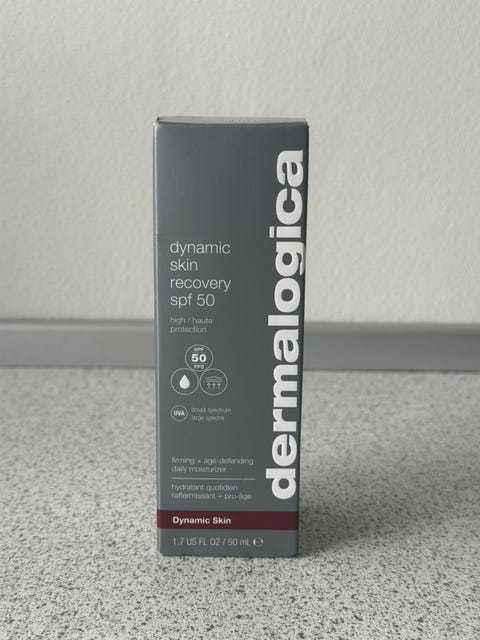 dermalogica
dynamic
skin
recovery
spf 50
high / haute
protection
SPF
50
FPS
UVA
broad spectrum
large spectre
firming + age-defending
daily moisturizer
hydratant quotidien
raffermissant + pro-âge
Dynamic Skin
1.7 US FL OZ / 50 mL ℮